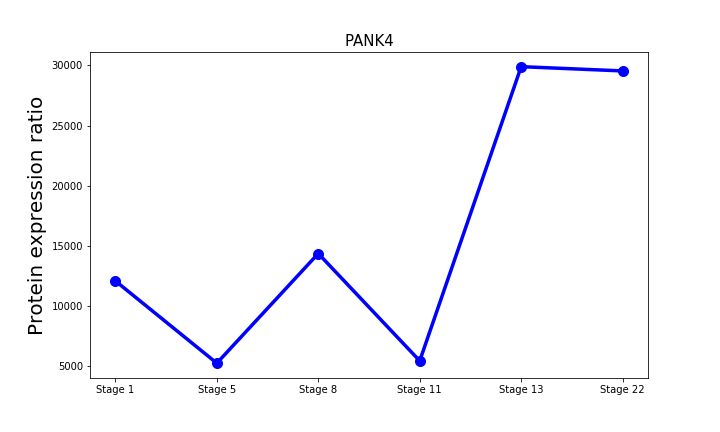 PANK4
Protein expression ratio
30000
25000
20000
15000
10000
5000
Stage 1
Stage 5
Stage 8
Stage 11
Stage 13
Stage 22